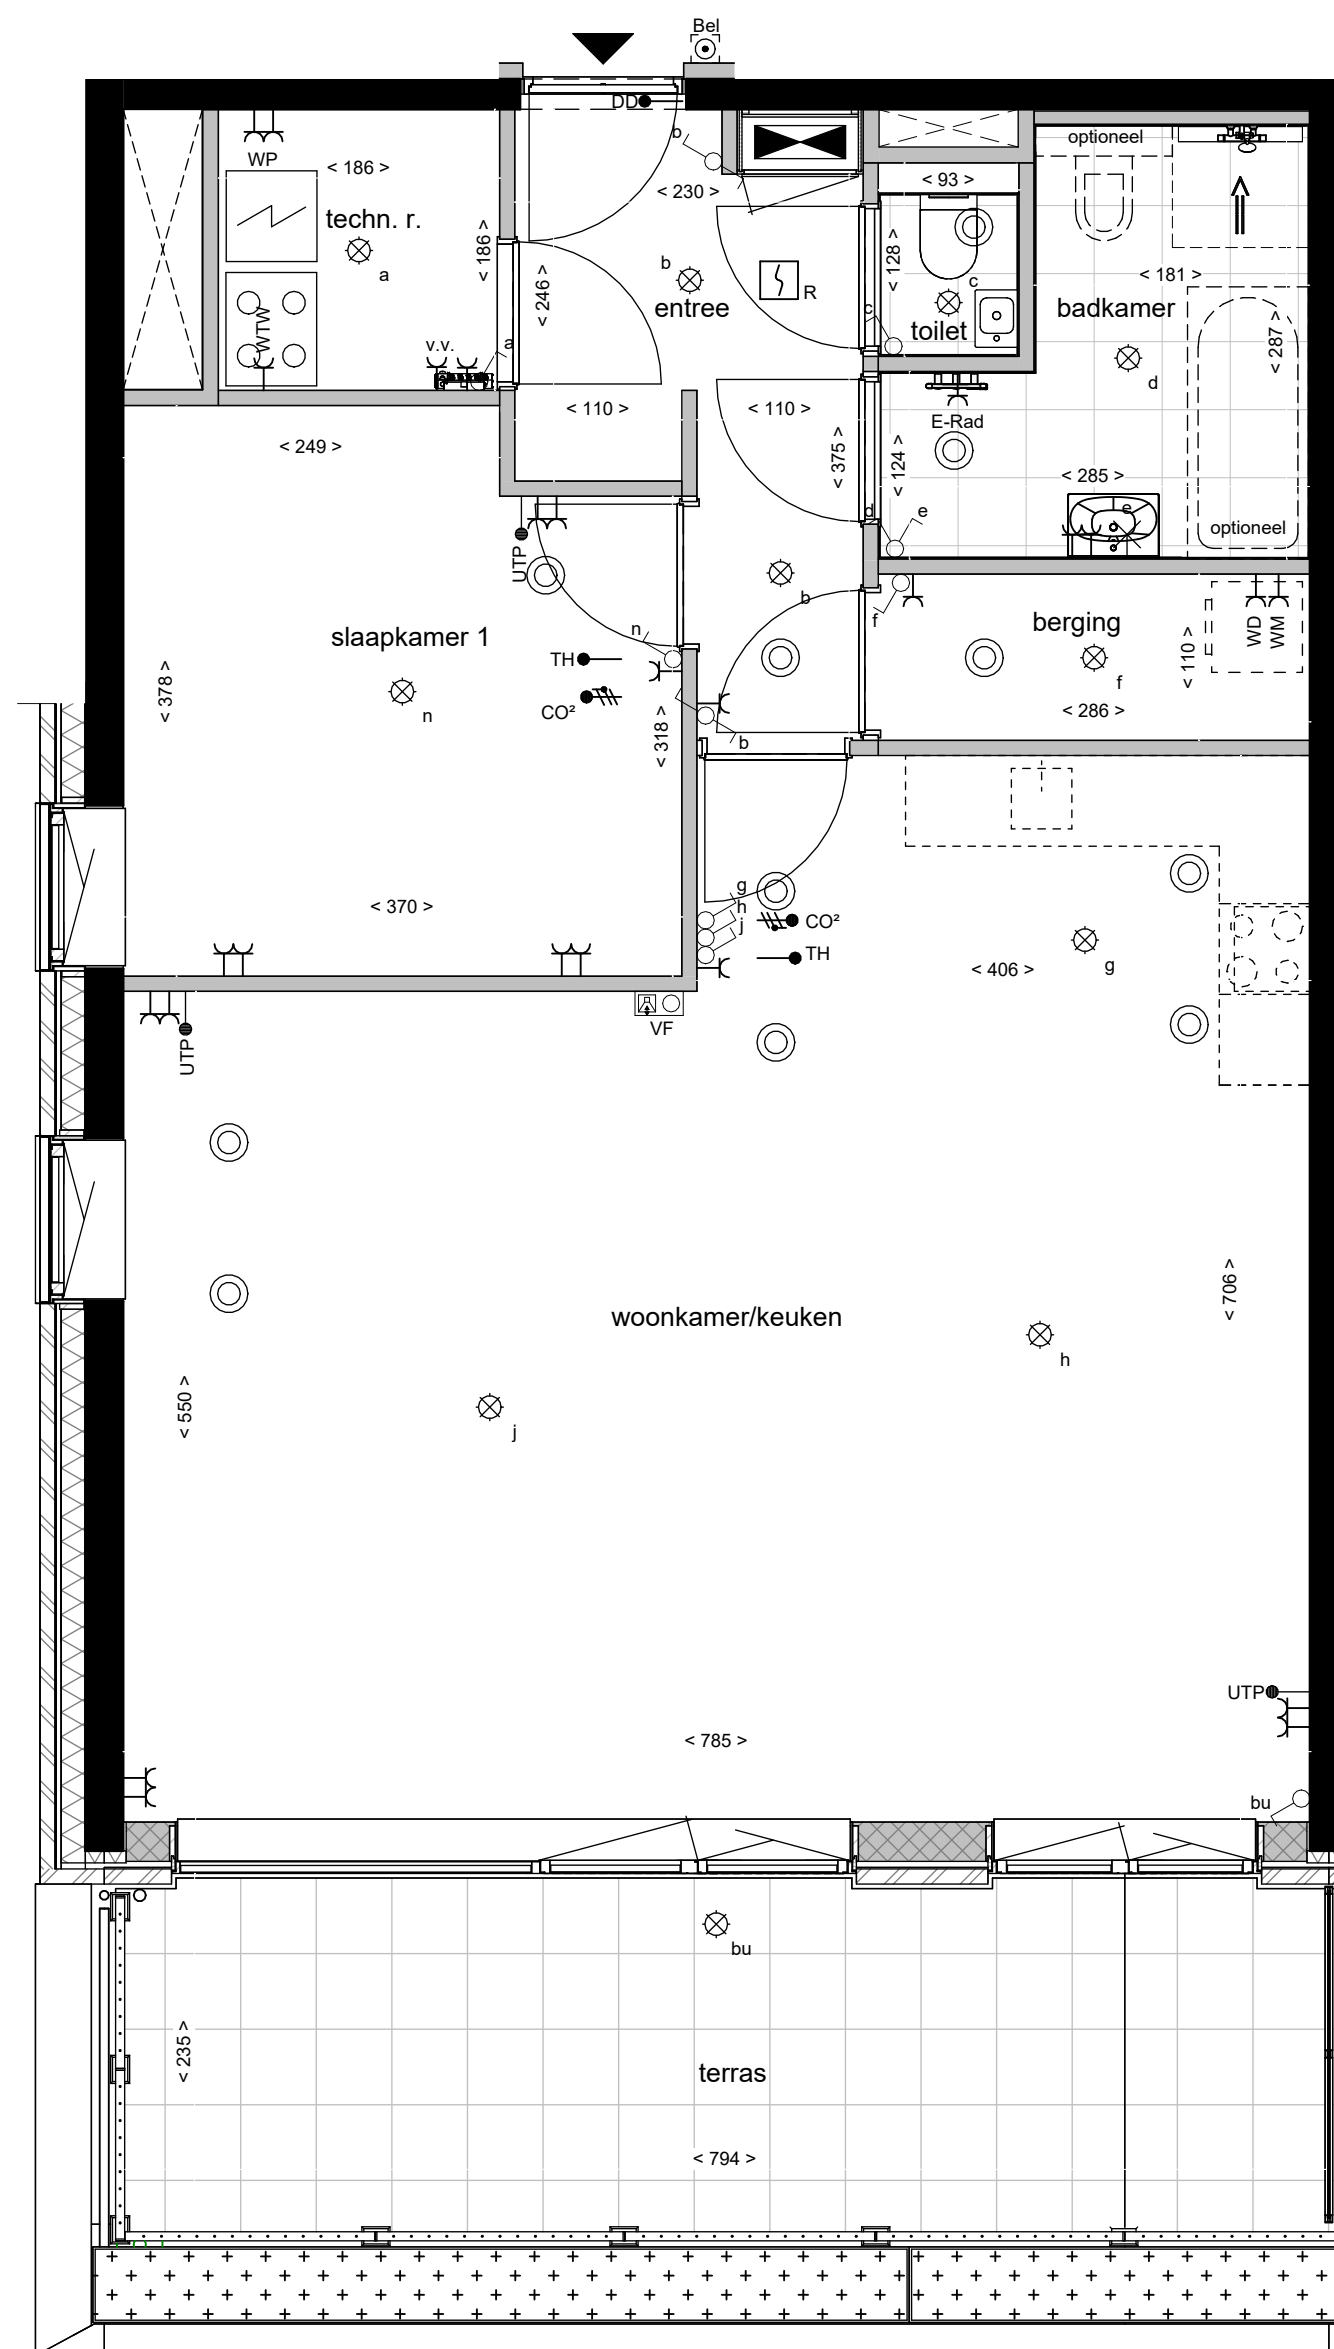 Bel
DD
b
WP
< 186 >
techn. r.
a
< 186 >
WTW
v.v.
a
< 230 >
< 246 >
b
entree
R
< 93 >
< 128 >
c
c
toilet
optioneel
< 181 >
badkamer
< 287 >
d
< 110 >
< 110 >
< 375 >
E-Rad
< 124 >
< 285 >
d
e
e
optioneel
< 249 >
UTP
slaapkamer 1
n
n
TH
CO²
< 378 >
< 318 >
b
b
f
berging
f
< 110 >
WD
WM
< 286 >
< 370 >
g
h
j
CO²
TH
< 406 >
g
VF
UTP
woonkamer/keuken
< 706 >
h
< 550 >
j
UTP
< 785 >
bu
bu
< 235 >
terras
< 794 >